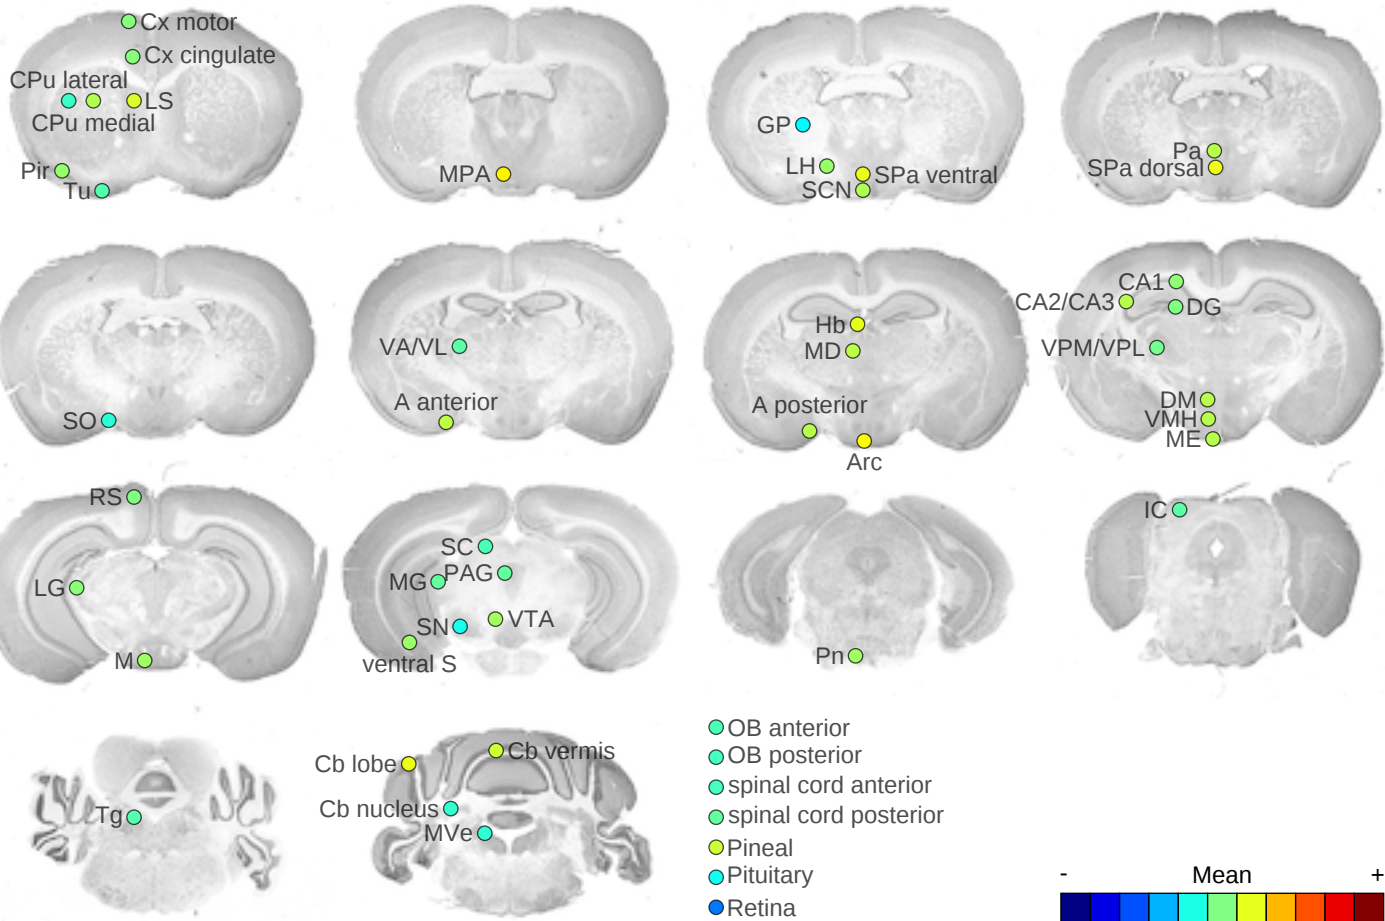 Cx motor
Cx cingulate
CPu lateral
LS
CPu medial
Pir
Tu
MPA
GP
LH
SPa ventral
SCN
Pa
SPa dorsal
SO
VA/VL
A anterior
Hb
MD
A posterior
Arc
CA1
CA2/CA3
DG
VPM/VPL
DM
VMH
ME
RS
LG
M
SC
PAG
MG
VTA
SN
ventral S
Pn
IC
Tg
Cb vermis
Cb lobe
Cb nucleus
MVe
OB anterior
OB posterior
spinal cord anterior
spinal cord posterior
Pineal
Pituitary
Retina
- Mean +